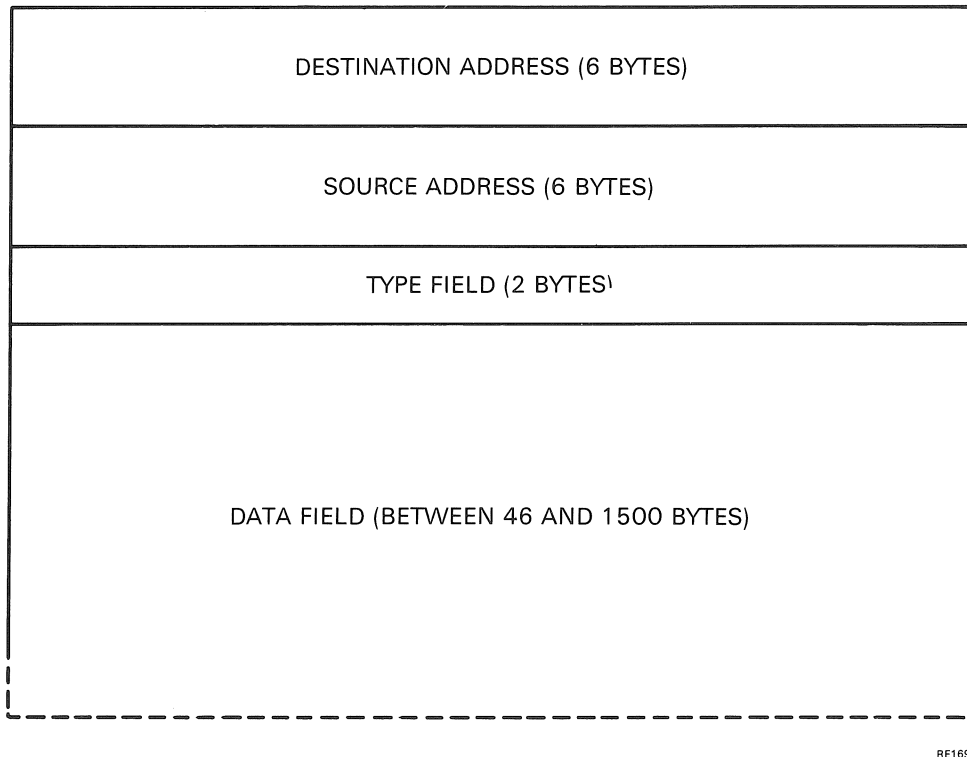 DESTINATION ADDRESS (6 BYTES)
SOURCE ADDRESS (6 BYTES)
TYPE FIELD (2 BYTES)
DATA FIELD (BETWEEN 46 AND 1500 BYTES)